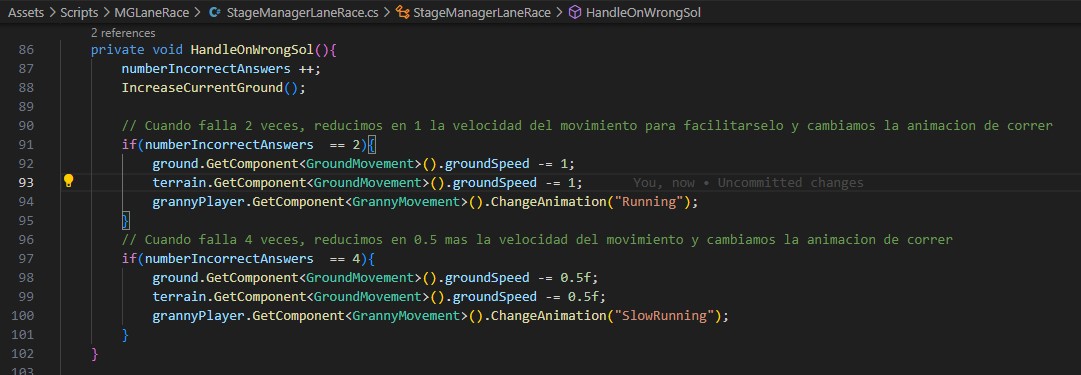 Assets > Scripts > MGLaneRace > StageManagerLaneRace.cs > StageManagerLaneRace > HandleOnWrongSol
2 references
86 private void HandleOnWrongSol(){
87 numberIncorrectAnswers ++;
88 IncreaseCurrentGround();
89
90 // Cuando falla 2 veces, reducimos en 1 la velocidad del movimiento para facilitarselo y cambiamos la animacion de correr
91 if(numberIncorrectAnswers  == 2){
92 ground.GetComponent<GroundMovement>().groundSpeed -= 1;
93 terrain.GetComponent<GroundMovement>().groundSpeed -= 1; You, now • Uncommitted changes
94 grannyPlayer.GetComponent<GrannyMovement>().ChangeAnimation("Running");
95 }
96 // Cuando falla 4 veces, reducimos en 0.5 mas la velocidad del movimiento y cambiamos la animacion de correr
97 if(numberIncorrectAnswers  == 4){
98 ground.GetComponent<GroundMovement>().groundSpeed -= 0.5f;
99 terrain.GetComponent<GroundMovement>().groundSpeed -= 0.5f;
100 grannyPlayer.GetComponent<GrannyMovement>().ChangeAnimation("SlowRunning");
101 }
102 }
103